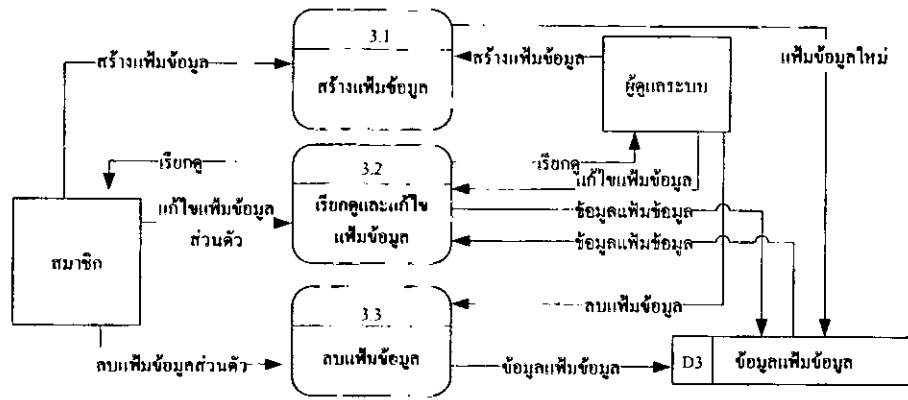 3.1
สร้างแฟ้มข้อมูล
สร้างแฟ้มข้อมูล
สร้างแฟ้มข้อมูล
ผู้ดูแลระบบ
แฟ้มข้อมูลใหม่
เรียกดู
3.2
เรียกดูและแก้ไข
แฟ้มข้อมูล
เรียกดู
แก้ไขแฟ้มข้อมูล
แก้ไขแฟ้มข้อมูล
ส่วนตัว
ข้อมูลแฟ้มข้อมูล
ข้อมูลแฟ้มข้อมูล
สมาชิก
3.3
ลบแฟ้มข้อมูล
ลบแฟ้มข้อมูล
ลบแฟ้มข้อมูลส่วนตัว
ข้อมูลแฟ้มข้อมูล
D3
ข้อมูลแฟ้มข้อมูล